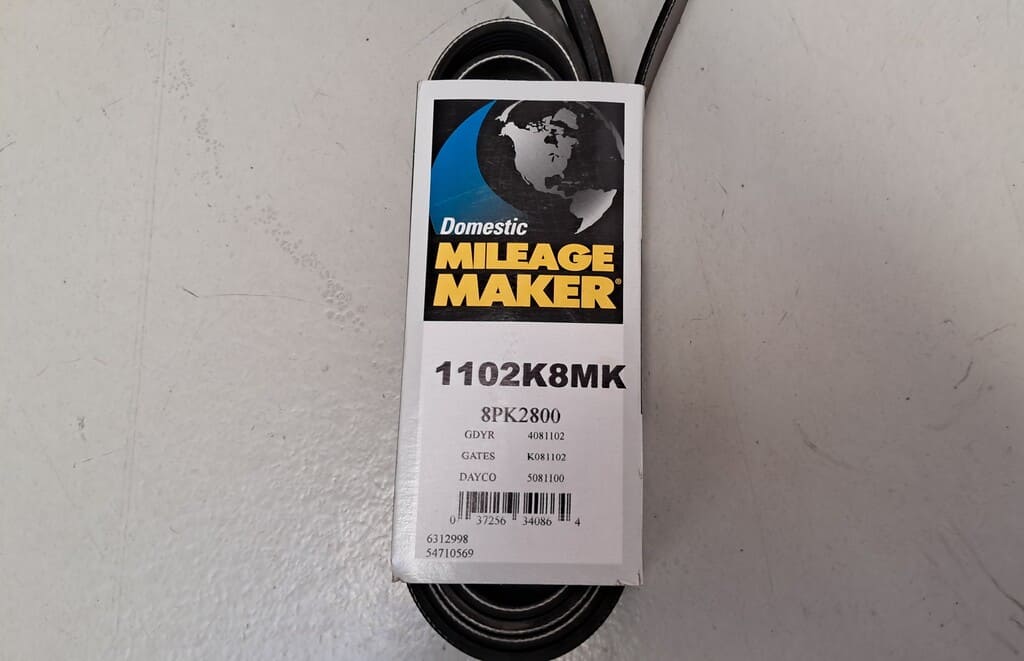 Domestic
MILEAGE
MAKER®
1102K8MK
8PK2800
GDYR 4081102
GATES K081102
DAYCO 5081100
0 37256 34086 4
6312998
54710569